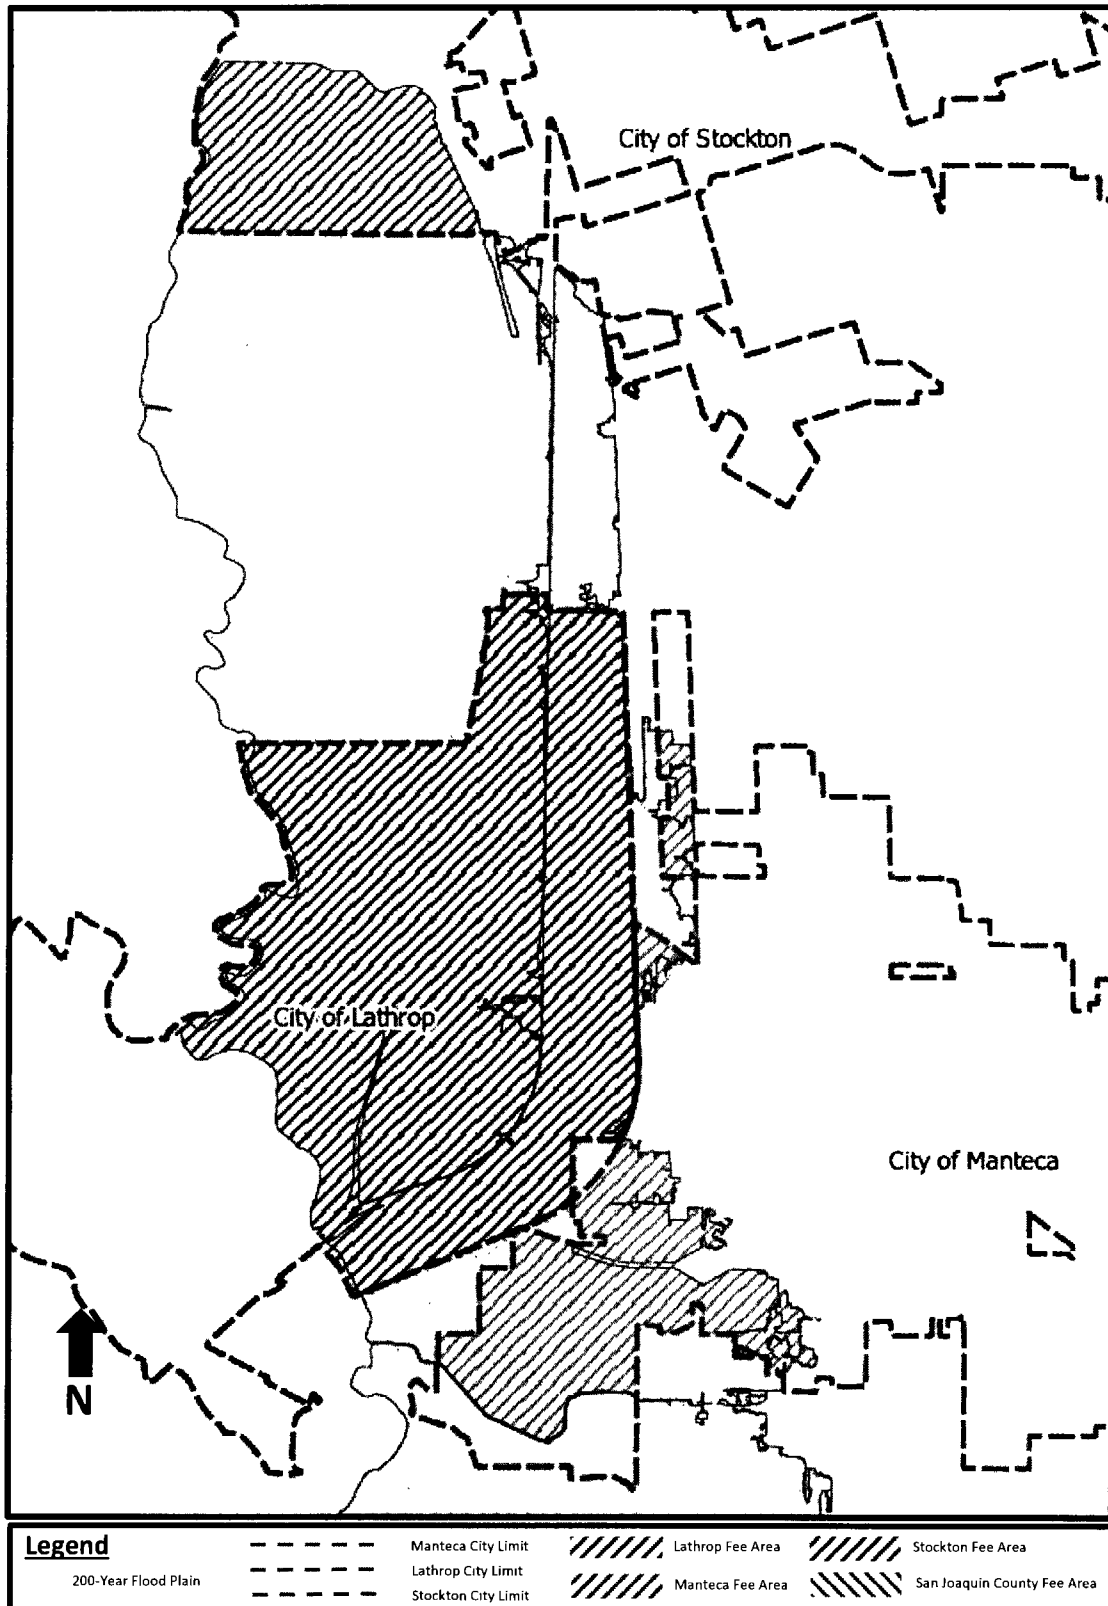 City of Stockton
City of Lathrop
City of Manteca
N
Legend
200-Year Flood Plain
Manteca City Limit
Lathrop City Limit
Stockton City Limit
Lathrop Fee Area
Manteca Fee Area
Stockton Fee Area
San Joaquin County Fee Area